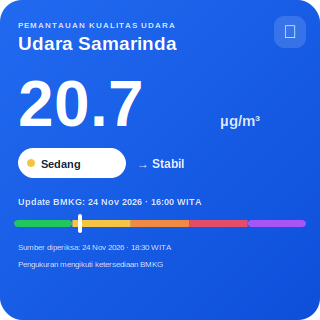 PEMANTAUAN KUALITAS UDARA
Udara Samarinda
20.7 µg/m³
Sedang → Stabil
Update BMKG: 24 Nov 2026 · 16:00 WITA
Sumber diperiksa: 24 Nov 2026 · 18:30 WITA
Pengukuran mengikuti ketersediaan BMKG